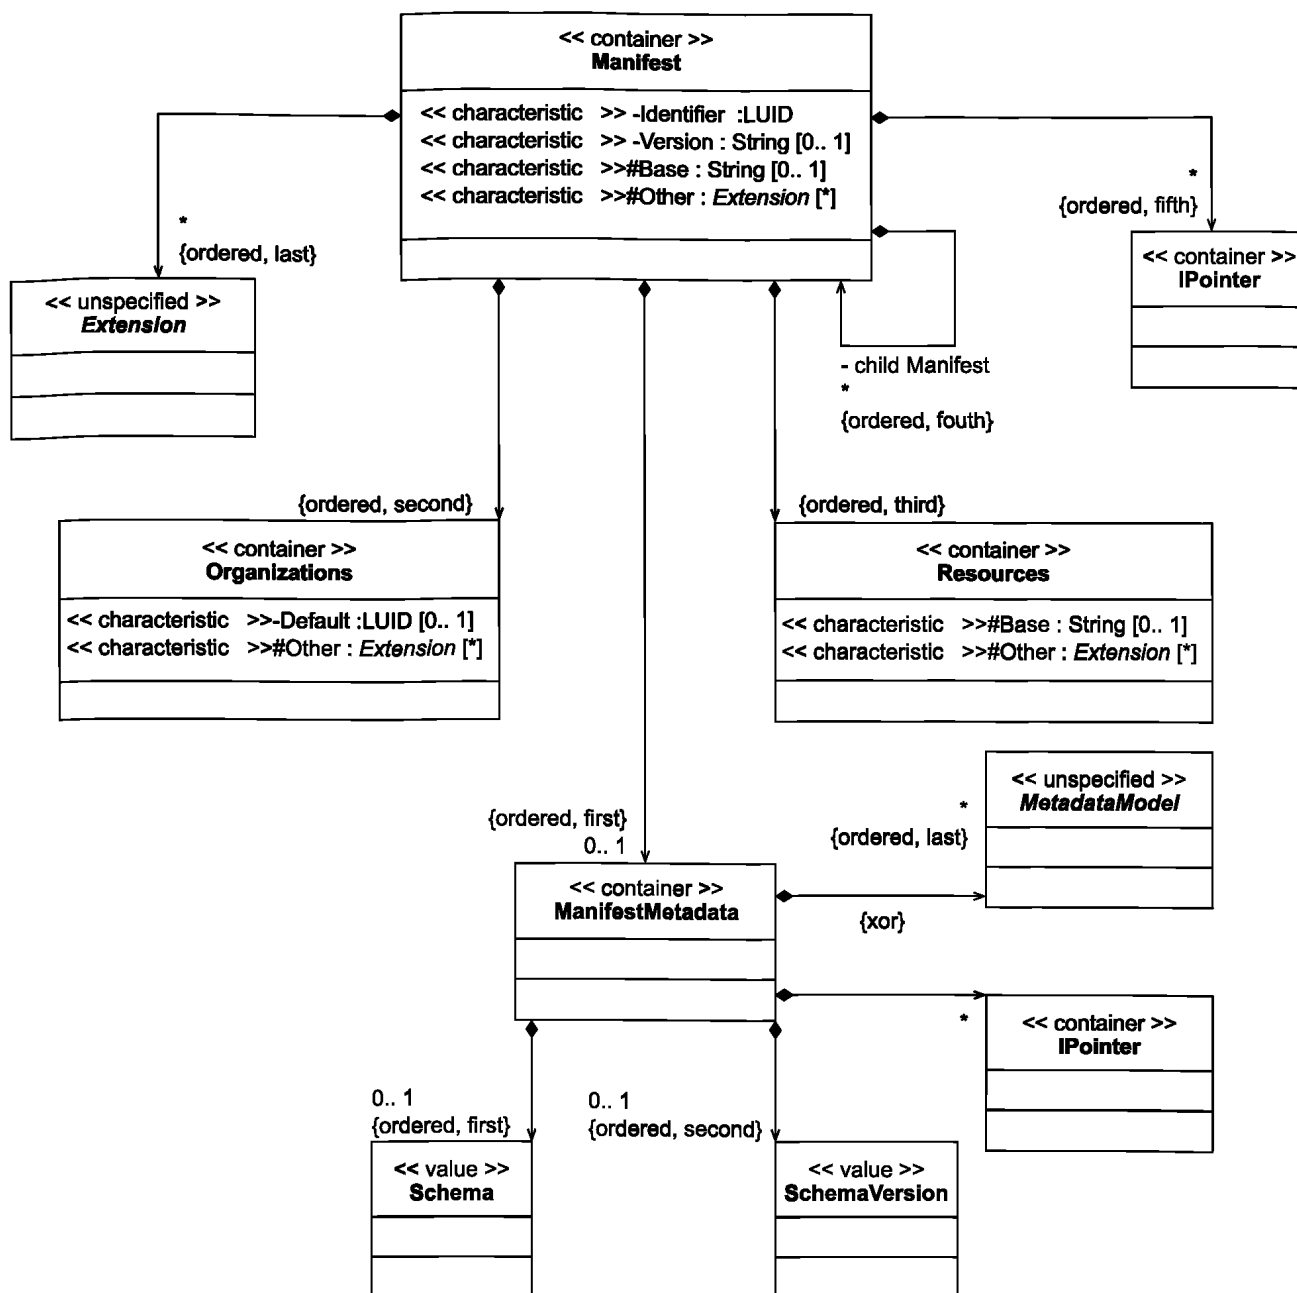 << container >>
Manifest
<< characteristic >> -Identifier :LUID
<< characteristic >> -Version : String [0.. 1]
<< characteristic >>#Base : String [0.. 1]
<< characteristic >>#Other : Extension [*]
*
{ordered, last}
*
{ordered, fifth}
<< unspecified >>
Extension
<< container >>
IPointer
- child Manifest
*
{ordered, fouth}
{ordered, second}
{ordered, third}
<< container >>
Organizations
<< characteristic >>-Default :LUID [0.. 1]
<< characteristic >>#Other : Extension [*]
<< container >>
Resources
<< characteristic >>#Base : String [0.. 1]
<< characteristic >>#Other : Extension [*]
{ordered, first}
0.. 1
<< container >>
ManifestMetadata
*
{ordered, last}
<< unspecified >>
MetadataModel
{xor}
*
<< container >>
IPointer
0.. 1
{ordered, first}
0.. 1
{ordered, second}
<< value >>
Schema
<< value >>
SchemaVersion